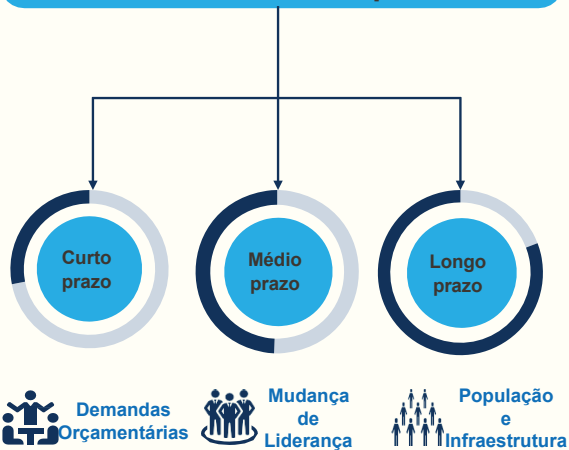 Curto
prazo
Médio
prazo
Longo
prazo
Demandas
Orçamentárias
Mudança
de
Liderança
População
e
Infraestrutura